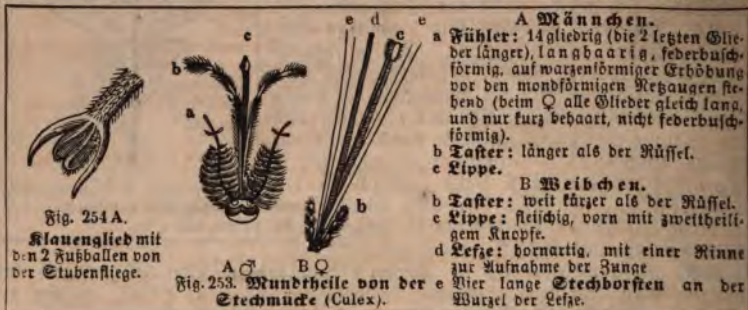 A Männchen.
a Fühler: 14 gliedrig (die 2 letzten Glie-
der länger), langhaarig, federbusch-
förmig, auf warzenförmiger Erhöbung
vor den mondförmigen Netzaugen ste-
hend (beim ♀ alle Glieder gleich lang,
und nur kurz behaart, nicht federbusch-
förmig).
b Taster: länger als der Rüssel.
c Lippe.
B Weibchen.
b Taster: weit kürzer als der Rüssel.
c Lippe: fleischig, vorn mit zweitheili-
gem Knopfe.
d Lefze: hornartig, mit einer Rinne
zur Aufnahme der Zunge
e Vier lange Stechborsten an der
Wurzel der Lefze.
c
b
a
e
d
c
e
b
A ♂
B ♀
Fig. 253. Mundtheile von der
Stechmücke (Culex).
Fig. 254 A.
Klauenglied mit
den 2 Fußballen von
der Stubenfliege.